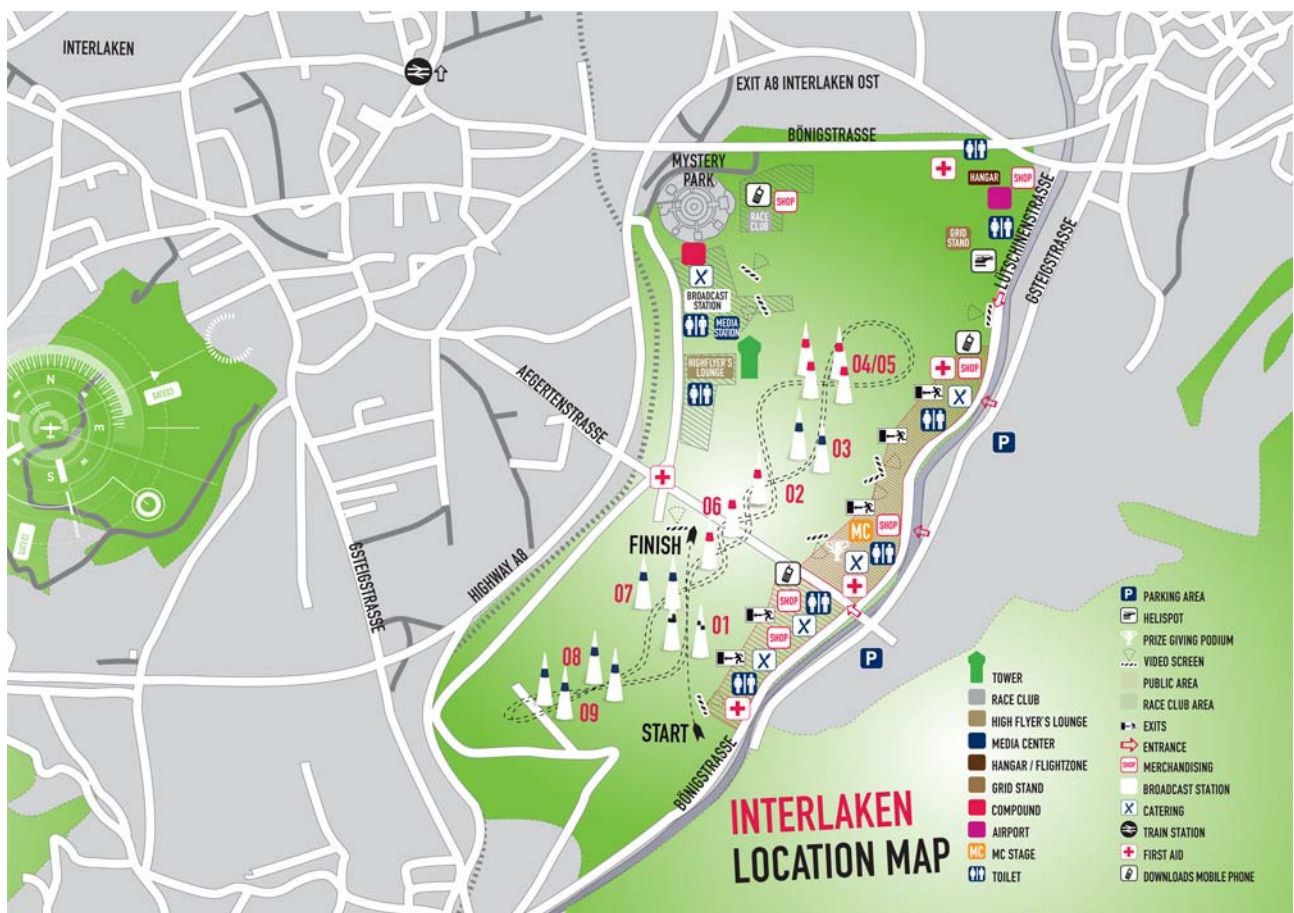 INTERLAKEN
EXIT A8 INTERLAKEN OST
BÖNIGSTRASSE
MYSTERY
PARK
HANGAR
SHOP
SHOP
RACE
CLUB
GRID
STAND
LÜTSCHINENSTRASSE
GSTEIGSTRASSE
BROADCAST
STATION
MEDIA
STATION
HIGHFLYER'S
LOUNGE
04/05
SHOP
AEGERTENSTRASSE
GATE03
N
E
S
P
03
02
06
MC
SHOP
FINISH
HIGHWAY A8
GSTEIGSTRASSE
07
SHOP
01
SHOP
08
09
START
P
BÖNIGSTRASSE
INTERLAKEN
LOCATION MAP
TOWER
RACE CLUB
HIGH FLYER'S LOUNGE
MEDIA CENTER
HANGAR / FLIGHTZONE
GRID STAND
COMPOUND
AIRPORT
MC MC STAGE
TOILET
P PARKING AREA
HELISPOT
PRIZE GIVING PODIUM
VIDEO SCREEN
PUBLIC AREA
RACE CLUB AREA
EXITS
ENTRANCE
SHOP MERCHANDISING
BROADCAST STATION
CATERING
TRAIN STATION
FIRST AID
DOWNLOADS MOBILE PHONE